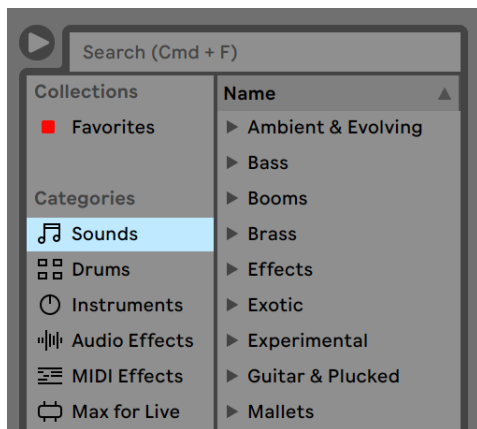 Search (Cmd + F)
Collections
Favorites
Categories
Sounds
Drums
Instruments
Audio Effects
MIDI Effects
Max for Live
Name
Ambient & Evolving
Bass
Booms
Brass
Effects
Exotic
Experimental
Guitar & Plucked
Mallets